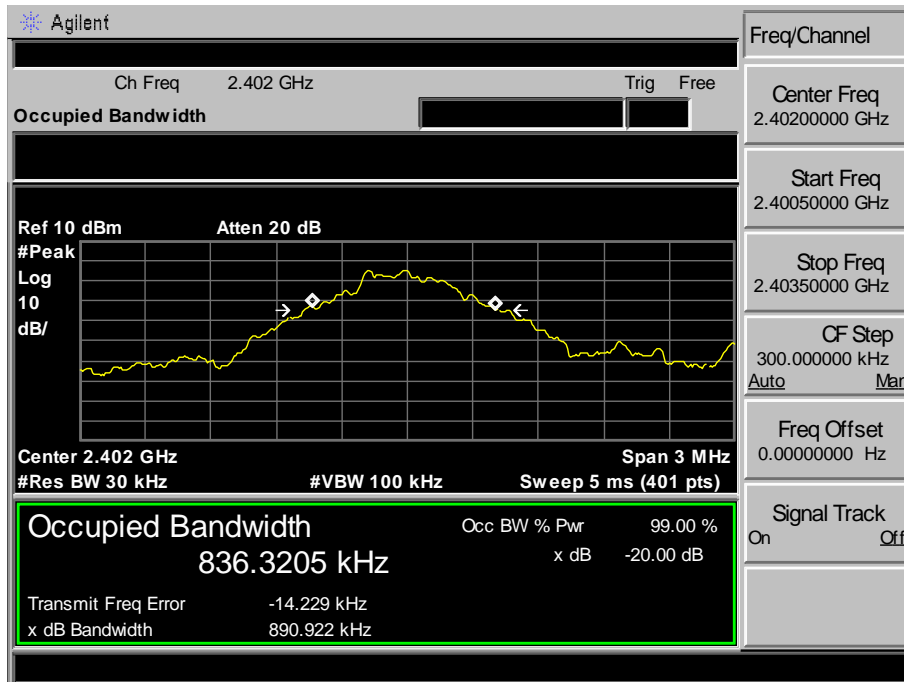 Agilent
Freq/Channel
Ch Freq 2.402 GHz Trig Free
Occupied Bandwidth
Center Freq
2.40200000 GHz
Start Freq
2.40050000 GHz
Stop Freq
2.40350000 GHz
CF Step
300.000000 kHz
Auto Man
Freq Offset
0.00000000 Hz
Signal Track
On Off
Ref 10 dBm Atten 20 dB
#Peak
Log
10
dB/
Center 2.402 GHz Span 3 MHz
#Res BW 30 kHz #VBW 100 kHz Sweep 5 ms (401 pts)
Occupied Bandwidth
836.3205 kHz
Occ BW % Pwr 99.00 %
x dB -20.00 dB
Transmit Freq Error -14.229 kHz
x dB Bandwidth 890.922 kHz